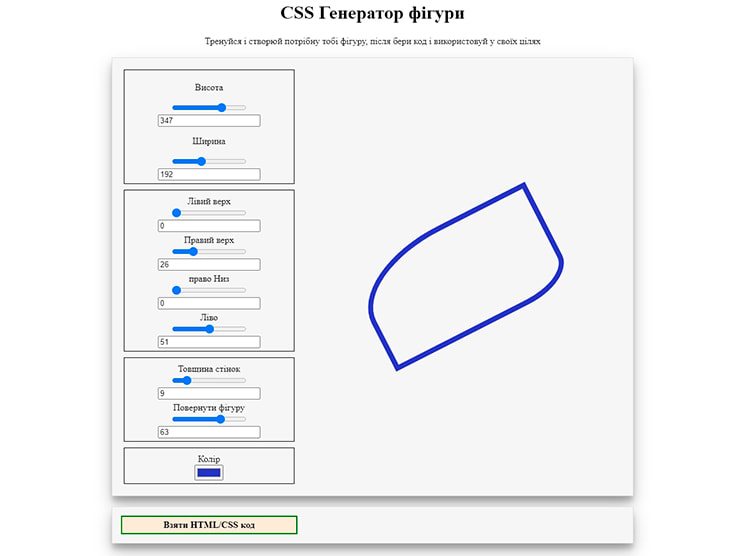 CSS Генератор фігури
Тренуйся і створюй потрібну тобі фігуру, після бери код і використовуй у своїх цілях
Висота
347
Ширина
192
Лівий верх
0
Правий верх
26
право Низ
0
Ліво
51
Товщина стінок
9
Повернути фігуру
63
Колір
Взяти HTML/CSS код